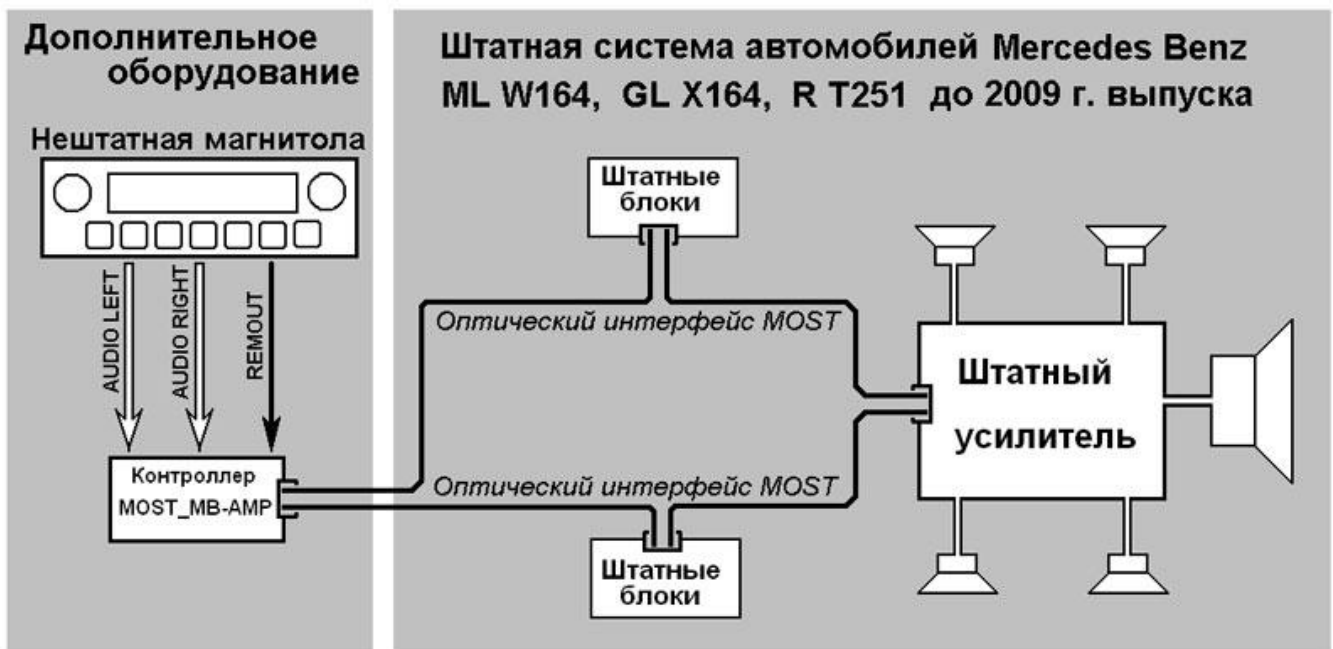 Дополнительное
оборудование
Нештатная магнитола
AUDIO LEFT
AUDIO RIGHT
REMOUT
Контроллер
MOST_MB-AMP
Штатная система автомобилей Mercedes Benz
ML W164, GL X164, R T251 до 2009 г. выпуска
Штатные
блоки
Оптический интерфейс MOST
Штатный
усилитель
Оптический интерфейс MOST
Штатные
блоки